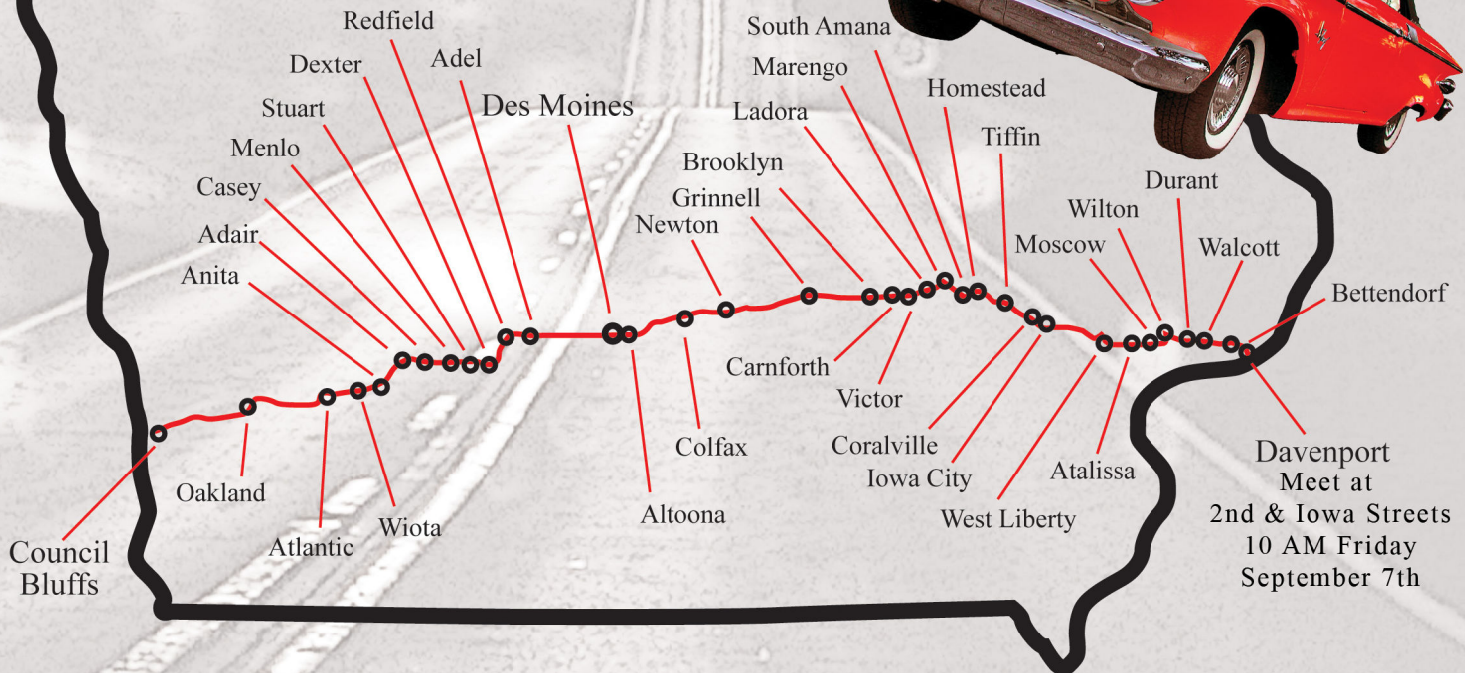 Redfield
South Amana
Dexter
Adel
Marengo
Homestead
Stuart
Des Moines
Ladora
Tiffin
Menlo
Brooklyn
Durant
Casey
Grinnell
Wilton
Newton
Adair
Moscow
Walcott
Anita
Bettendorf
Carnforth
Victor
Colfax
Coralville
Iowa City
Atalissa
Oakland
Altoona
West Liberty
Wiota
Atlantic
Council
Bluffs
Davenport
Meet at
2nd & Iowa Streets
10 AM Friday
September 7th